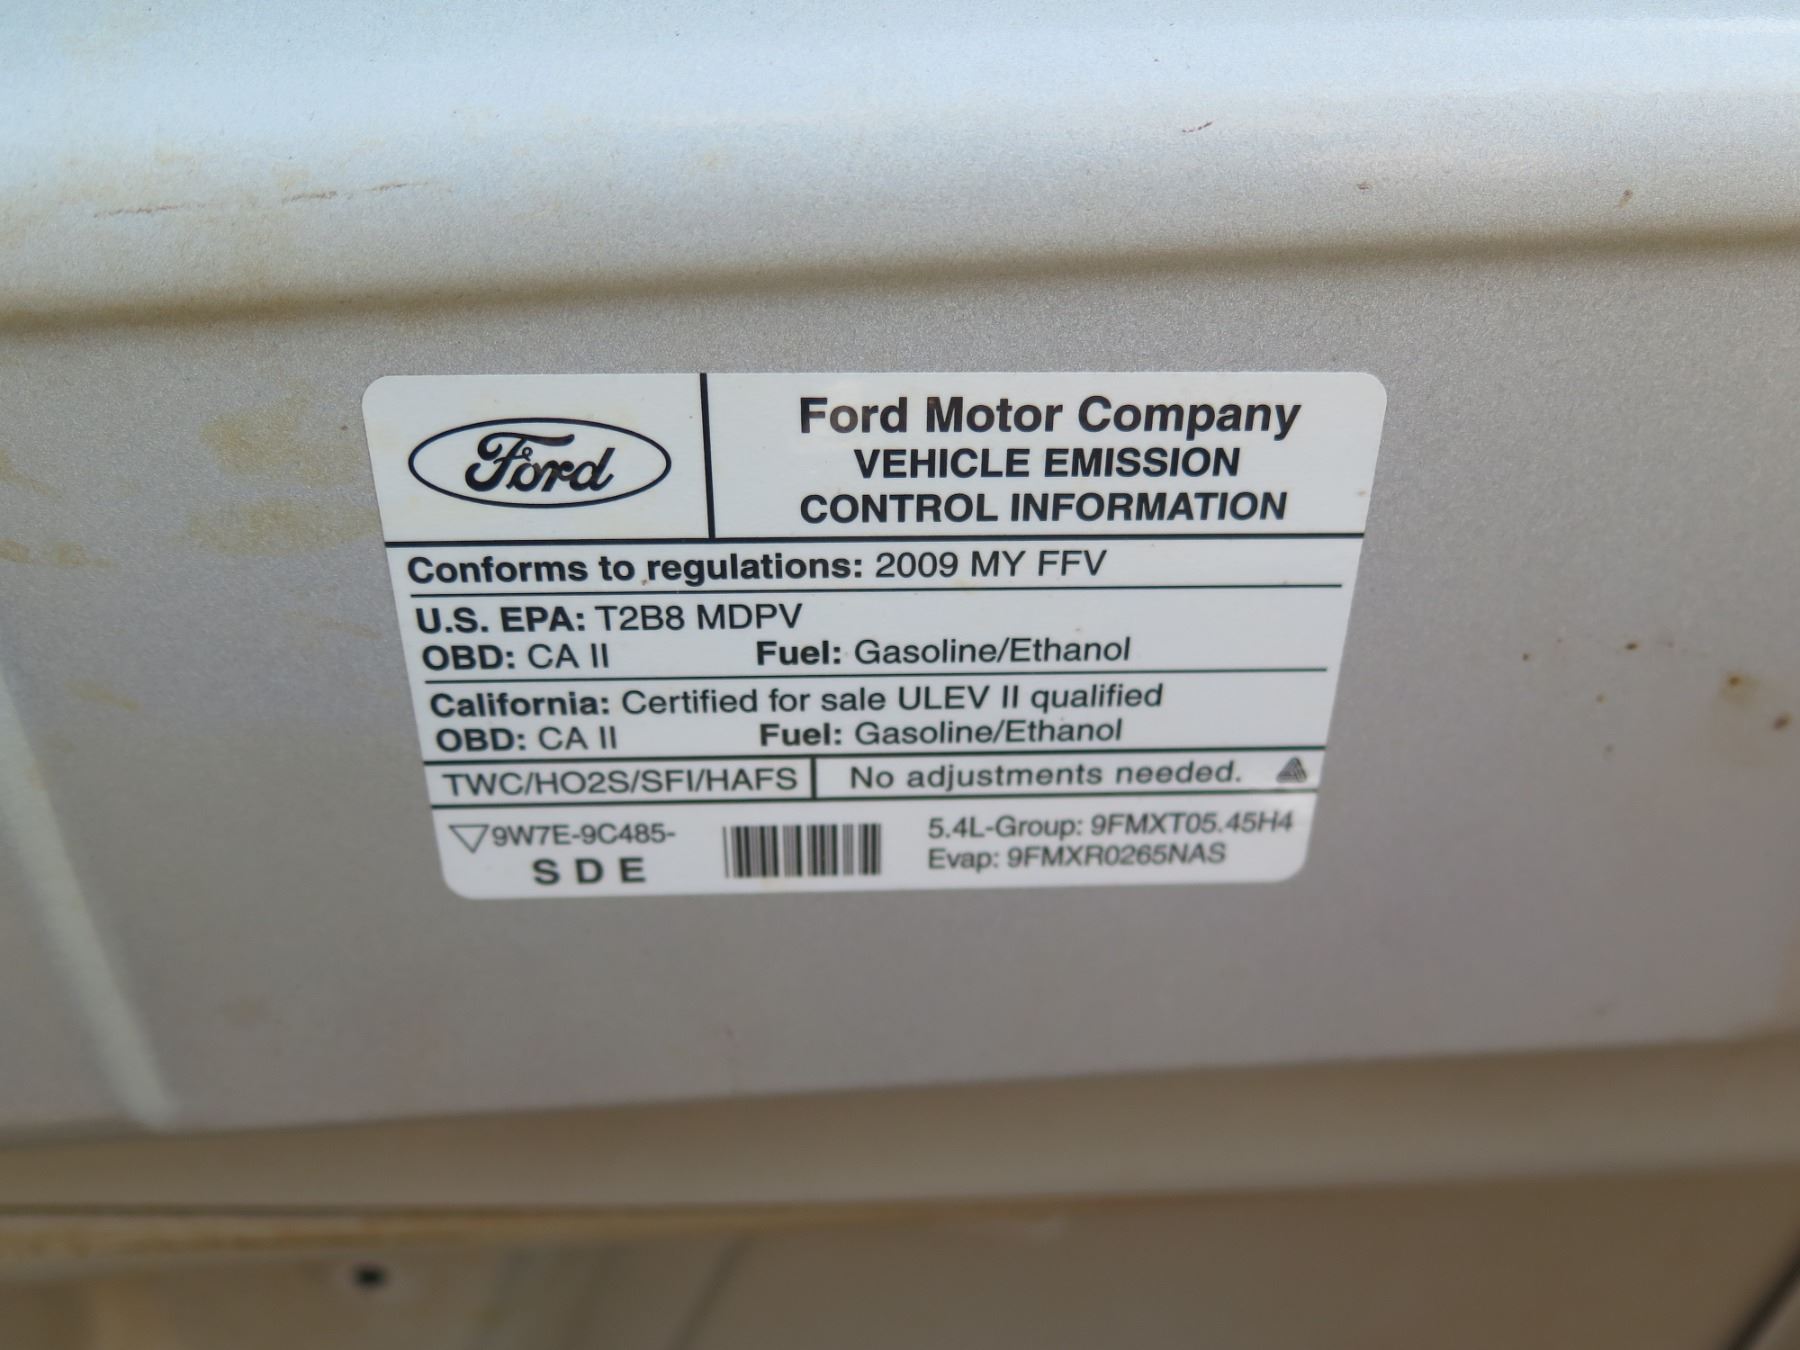 Ford
Ford Motor Company
VEHICLE EMISSION
CONTROL INFORMATION
Conforms to regulations: 2009 MY FFV
U.S. EPA: T2B8 MDPV
OBD: CA II Fuel: Gasoline/Ethanol
California: Certified for sale ULEV II qualified
OBD: CA II Fuel: Gasoline/Ethanol
TWC/HO2S/SFI/HAFS No adjustments needed.
9W7E-9C485-
SDE
5.4L-Group: 9FMXT05.45H4
Evap: 9FMXR0265NAS